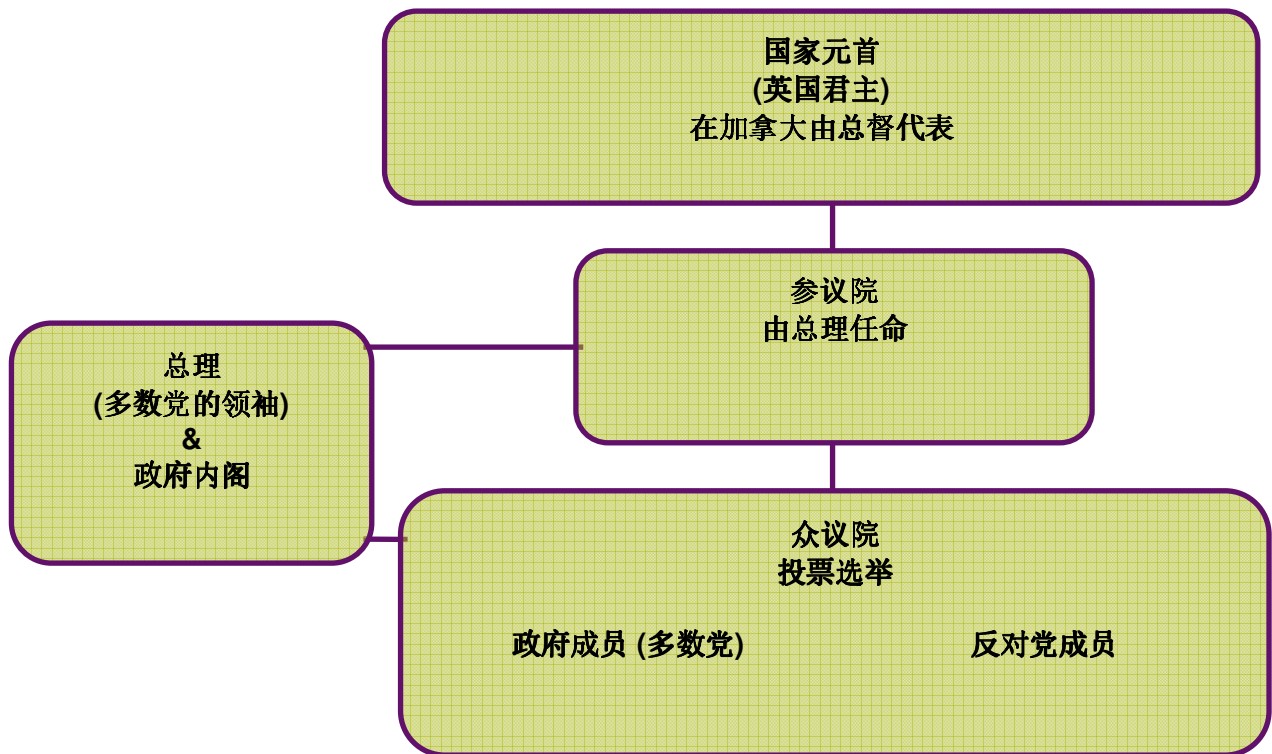 国家元首
(英国君主)
在加拿大由总督代表
参议院
由总理任命
总理
(多数党的领袖)
&
政府内阁
众议院
投票选举
政府成员 (多数党)
反对党成员